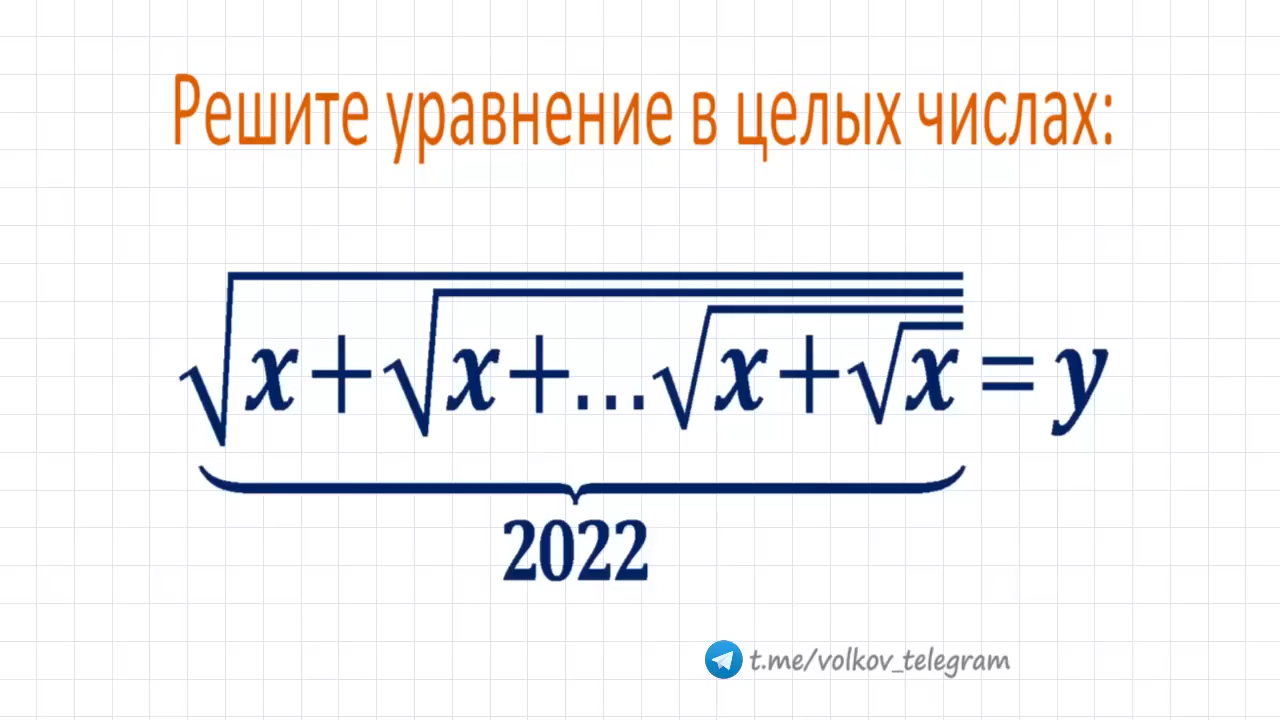 Решите уравнение в целых числах:
√x+√x+...√x+√x = y
2022
t.me/volkov_telegram